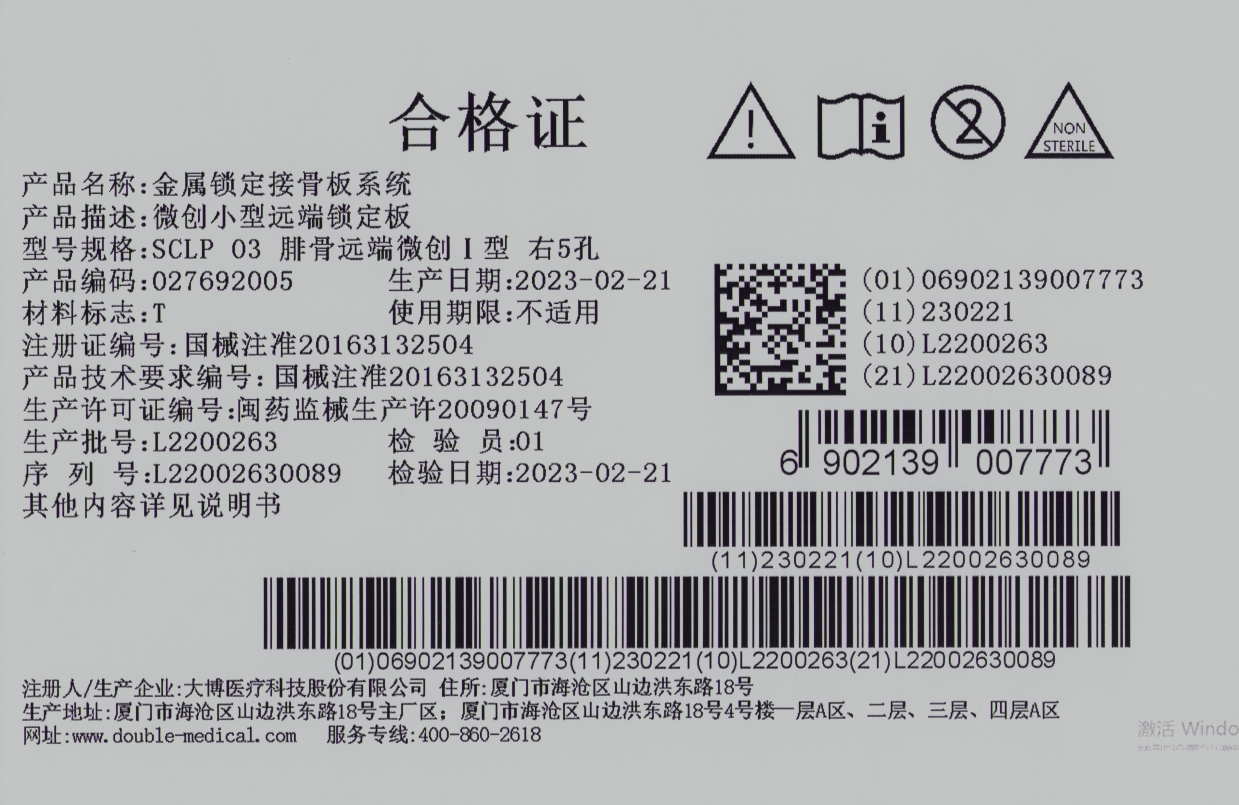 合格证
NON
STERILE
产品名称:金属锁定接骨板系统
产品描述:微创小型远端锁定板
型号规格:SCLP 03 腓骨远端微创Ⅰ型 右5孔
产品编码:027692005 生产日期:2023-02-21
材料标志:T 使用期限:不适用
注册证编号:国械注准20163132504
产品技术要求编号:国械注准20163132504
生产许可证编号:闽药监械生产许20090147号
生产批号:L2200263 检 验 员:01
序 列 号:L22002630089 检验日期:2023-02-21
其他内容详见说明书
(01)06902139007773
(11)230221
(10)L2200263
(21)L22002630089
6 902139 007773
(11)230221(10)L22002630089
(01)06902139007773(11)230221(10)L2200263(21)L22002630089
注册人/生产企业:大博医疗科技股份有限公司 住所:厦门市海沧区山边洪东路18号
生产地址:厦门市海沧区山边洪东路18号主厂区；厦门市海沧区山边洪东路18号4号楼一层A区、二层、三层、四层A区
网址:www.double-medical.com 服务专线:400-860-2618
激活 Windo